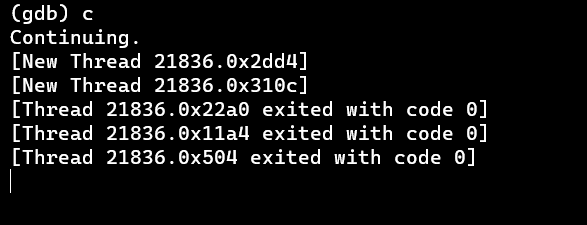 (gdb) c
Continuing.
[New Thread 21836.0x2dd4]
[New Thread 21836.0x310c]
[Thread 21836.0x22a0 exited with code 0]
[Thread 21836.0x11a4 exited with code 0]
[Thread 21836.0x504 exited with code 0]